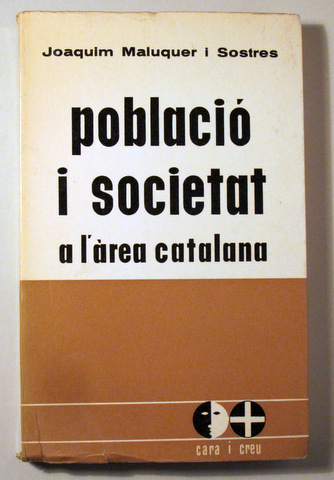 Joaquim Maluquer i Sostres
població
i societat
a l'àrea catalana
cara i creu